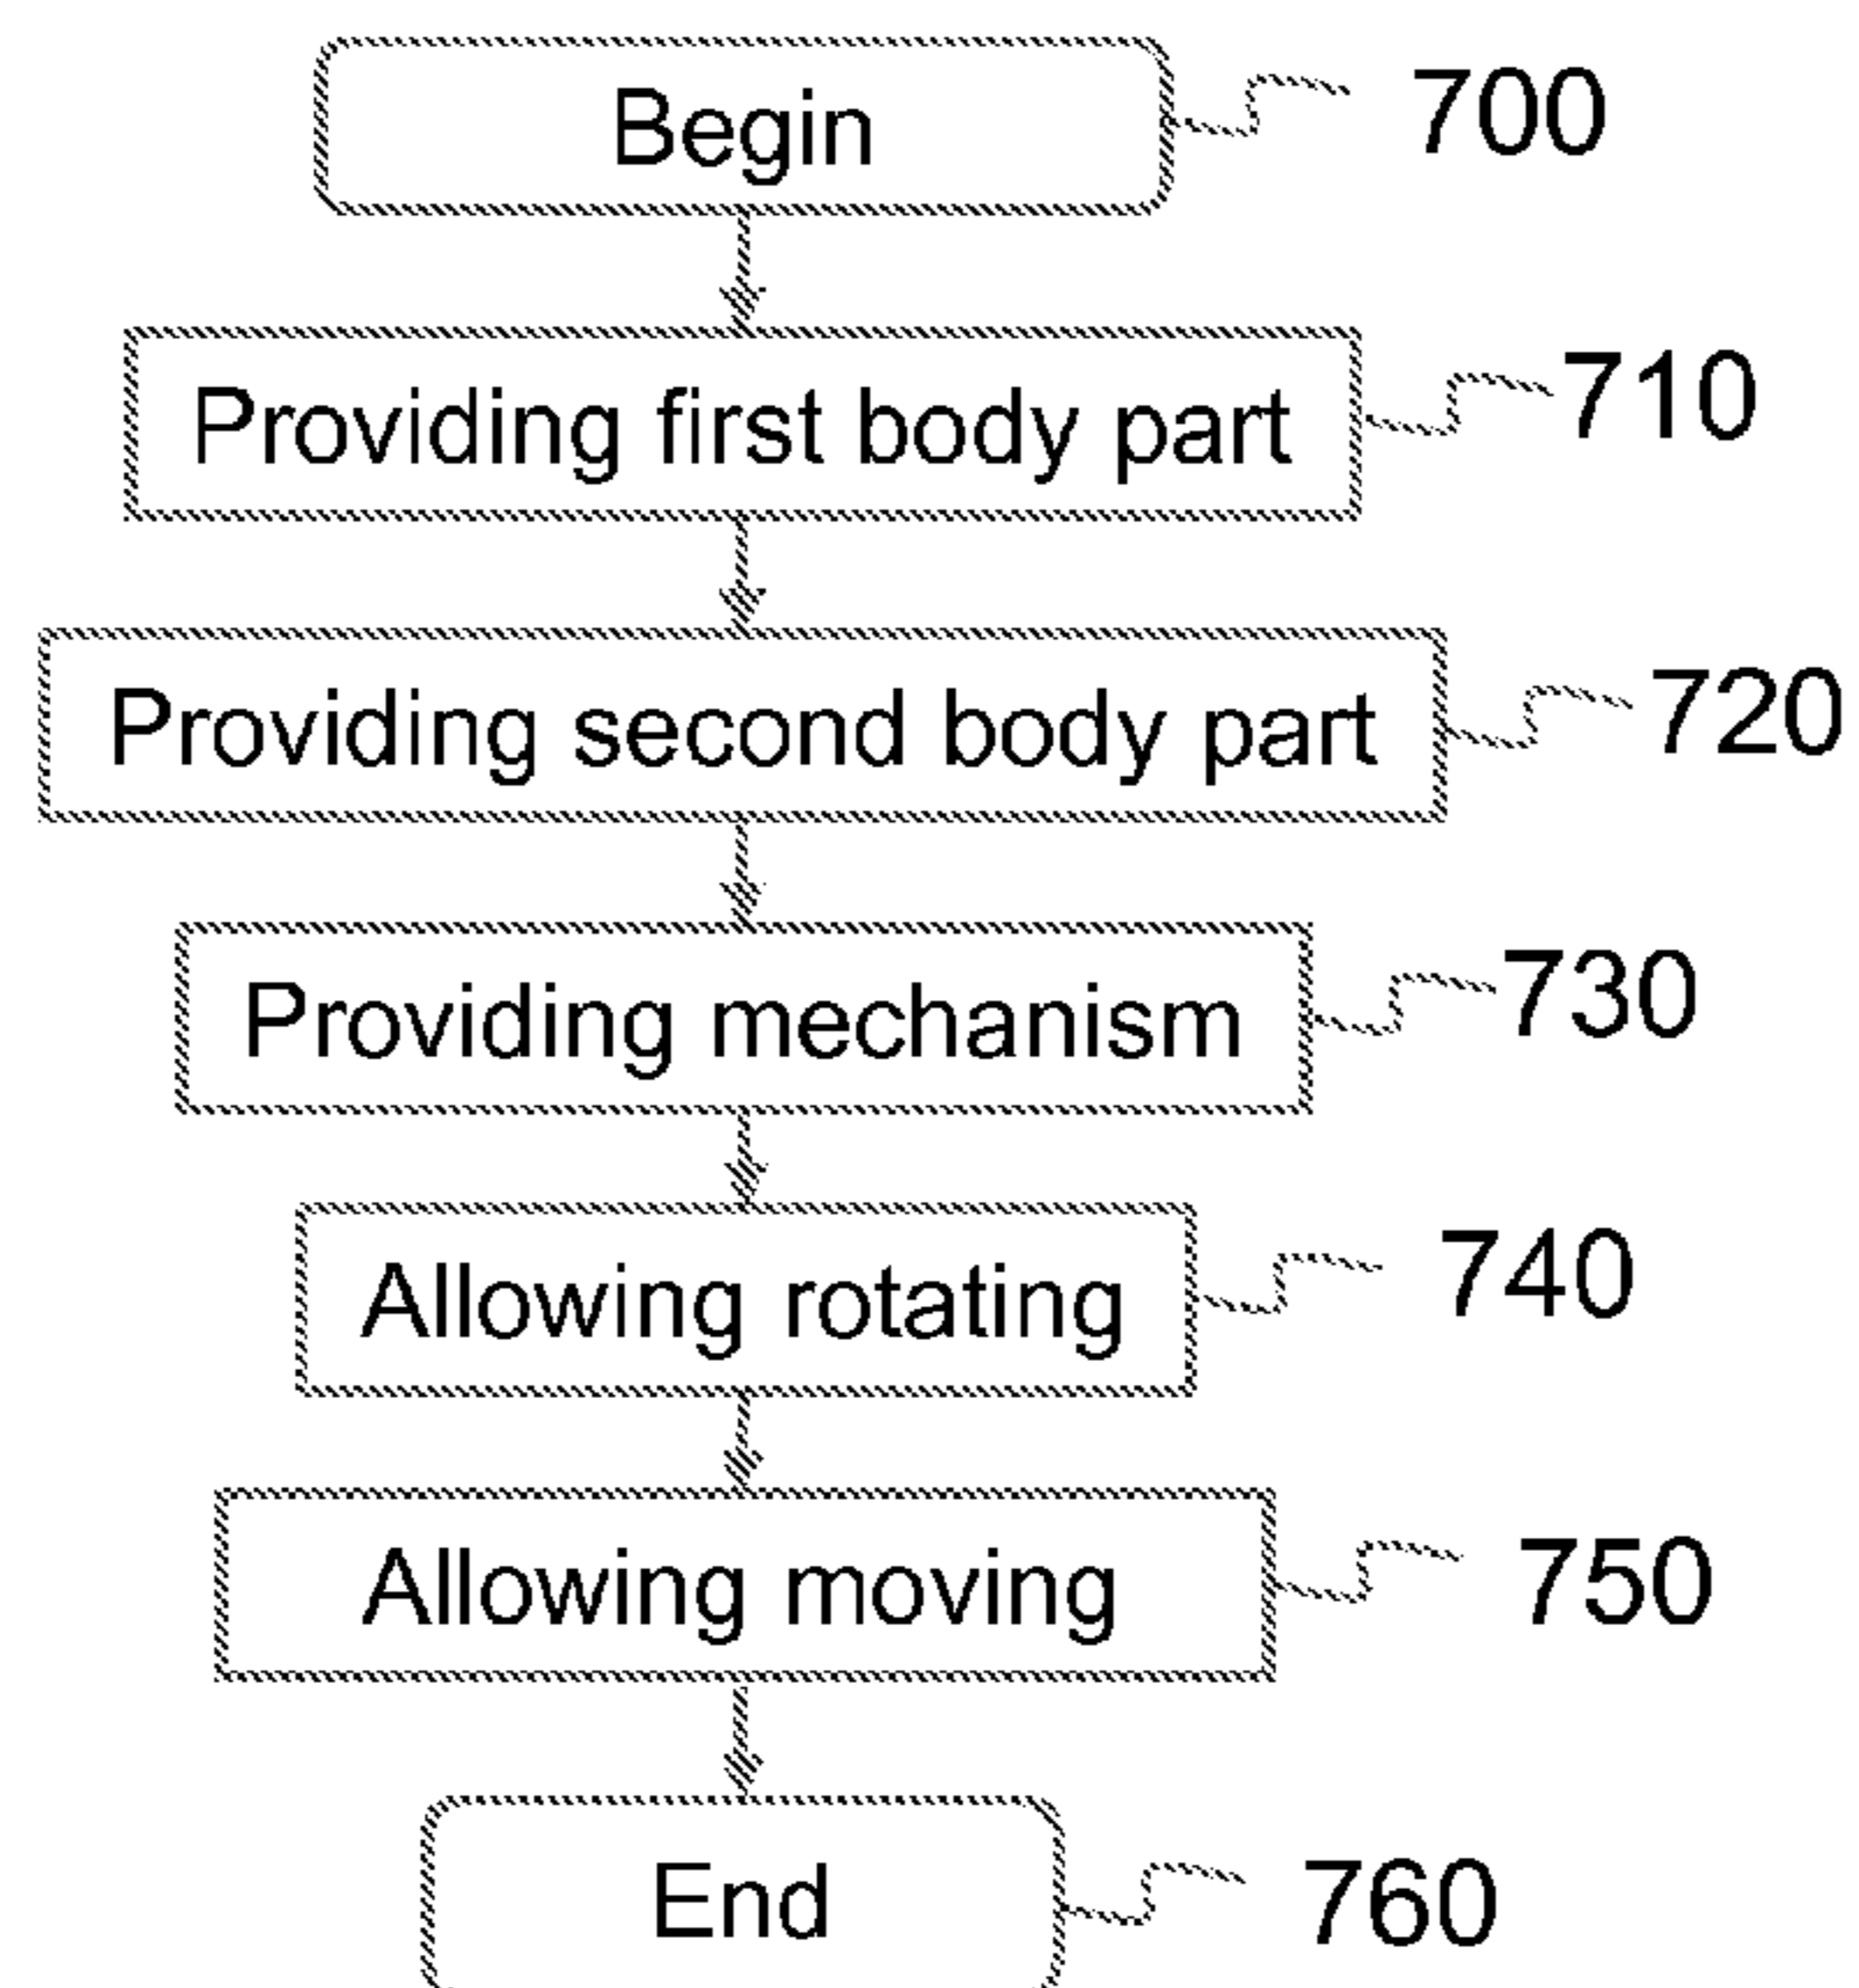 Begin 700
Providing first body part 710
Providing second body part 720
Providing mechanism 730
Allowing rotating 740
Allowing moving 750
End 760